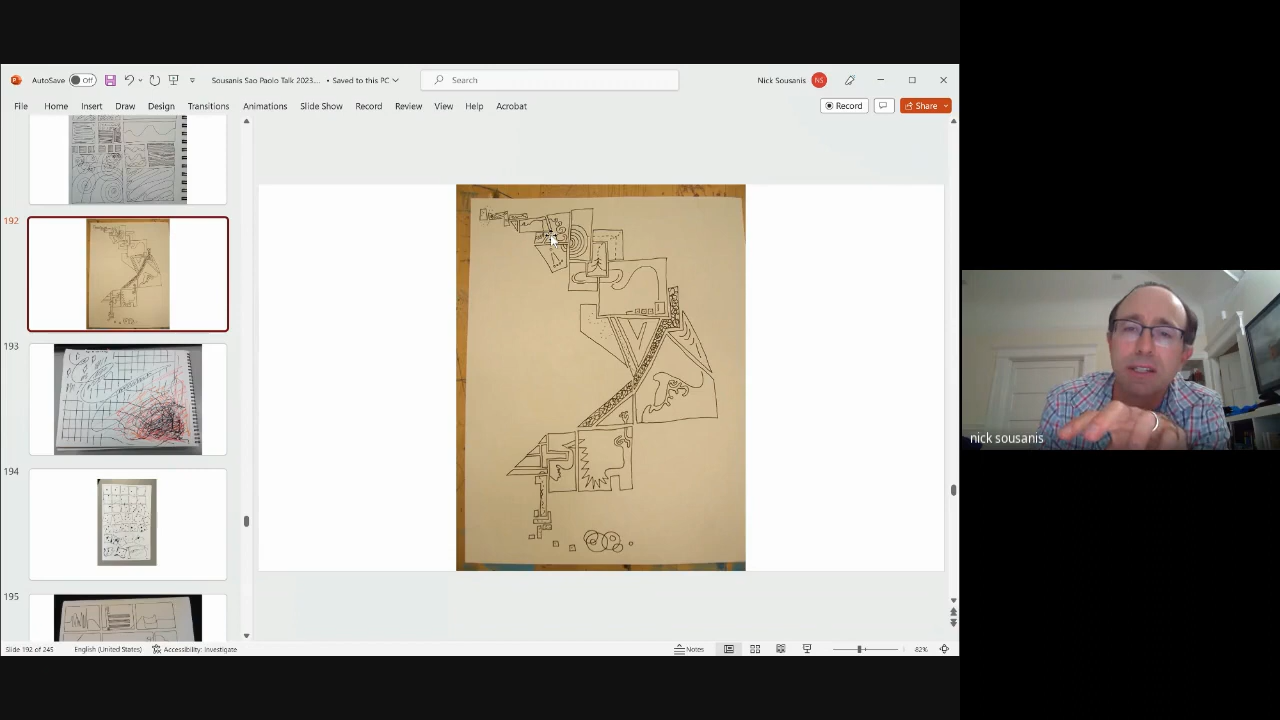 AutoSave Off Sousanis Sao Paolo Talk 2023.... • Saved to this PC Search Nick Sousanis NS
File Home Insert Draw Design Transitions Animations Slide Show Record Review View Help Acrobat Record Share
192
193
194
195
nick sousanis
Slide 192 of 245 English (United States) Accessibility: Investigate Notes 82%